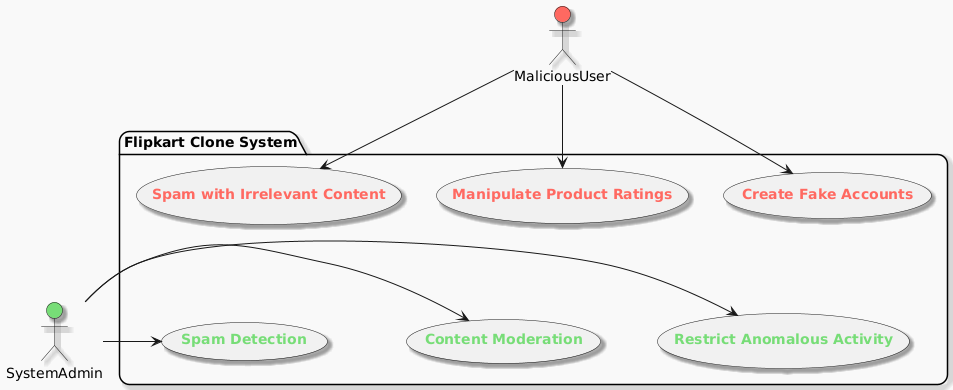 MaliciousUser
Flipkart Clone System
Spam with Irrelevant Content
Manipulate Product Ratings
Create Fake Accounts
Spam Detection
Content Moderation
Restrict Anomalous Activity
SystemAdmin